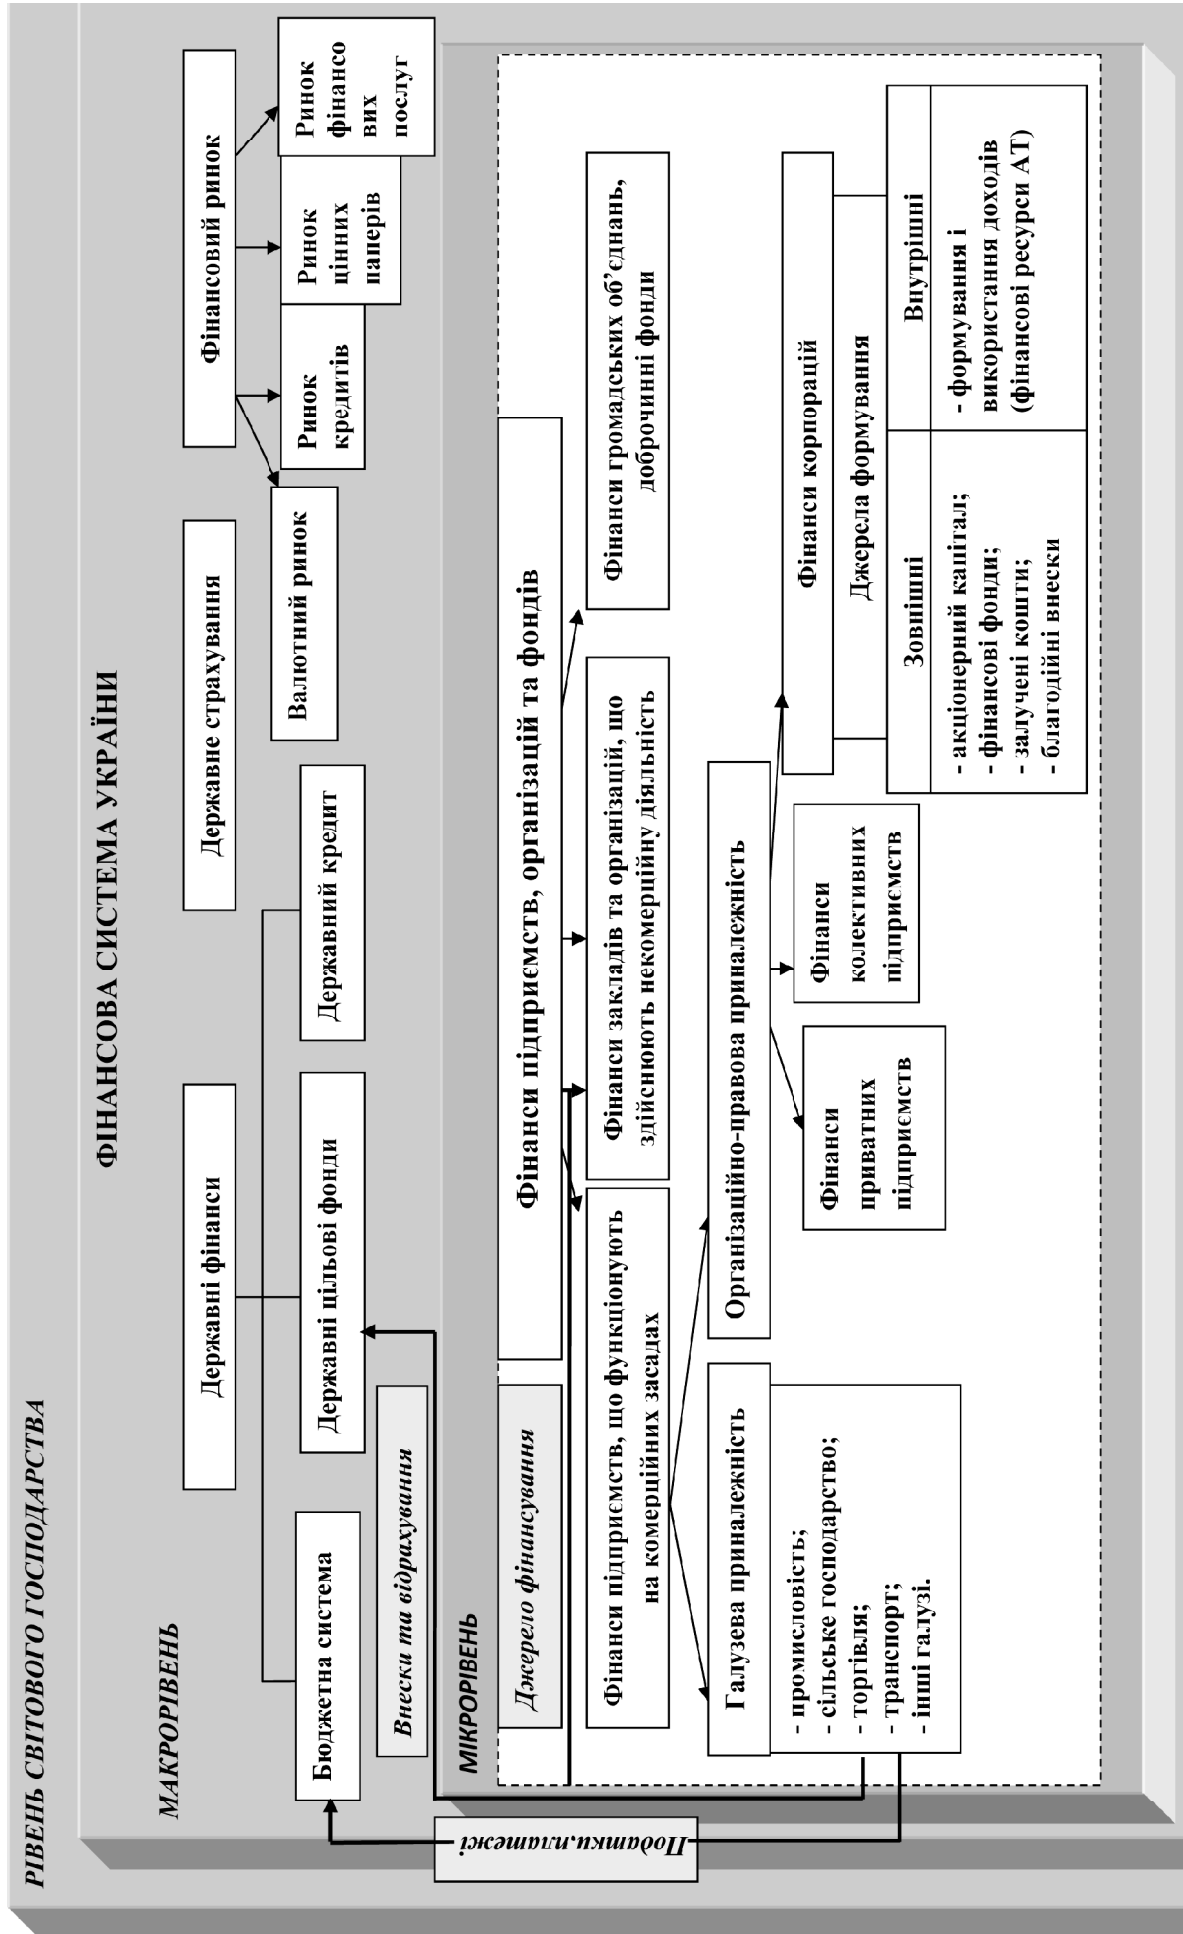 РІВЕНЬ СВІТОВОГО ГОСПОДАРСТВА
ФІНАНСОВА СИСТЕМА УКРАЇНИ
МАКРОРІВЕНЬ
Державні фінанси
Державне страхування
Фінансовий ринок
Бюджетна система
Державні цільові фонди
Державний кредит
Валютний ринок
Ринок
кредитів
Ринок
цінних
паперів
Ринок
фінансо
вих
послуг
Внески та відрахування
МІКРОРІВЕНЬ
Податки,платежі
Джерело фінансування
Фінанси підприємств, організацій та фондів
Фінанси підприємств, що функціонують
на комерційних засадах
Фінанси закладів та організацій, що
здійснюють некомерційну діяльність
Фінанси громадських об’єднань,
доброчинні фонди
Галузева приналежність
- промисловість;
- сільське господарство;
- торгівля;
- транспорт;
- інші галузі.
Організаційно-правова приналежність
Фінанси
приватних
підприємств
Фінанси
колективних
підприємств
Фінанси корпорацій
Джерела формування
Зовнішні
- акціонерний капітал;
- фінансові фонди;
- залучені кошти;
- благодійні внески
Внутрішні
- формування і
використання доходів
(фінансові ресурси АТ)